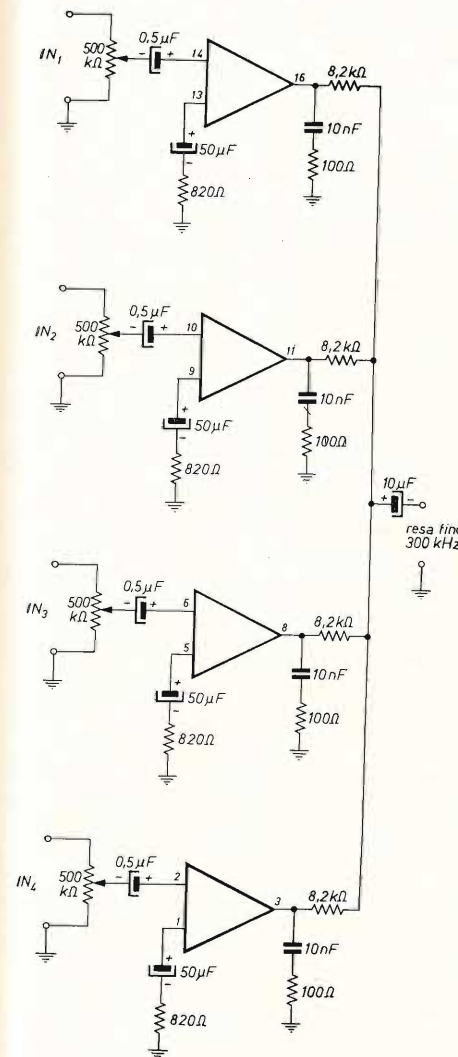 IN₁
500
kΩ
0,5µF
- +
14
13
16
8,2kΩ
+
50µF
-
820Ω
10nF
100Ω
IN₂
500
kΩ
0,5µF
- +
10
9
11
8,2kΩ
+
50µF
-
820Ω
10nF
100Ω
10µF
+ -
resa fino
300 kHz
IN₃
500
kΩ
0,5µF
- +
6
5
8
8,2kΩ
+
50µF
-
820Ω
10nF
100Ω
IN₄
500
kΩ
0,5µF
- +
2
1
3
8,2kΩ
+
50µF
-
820Ω
10nF
100Ω